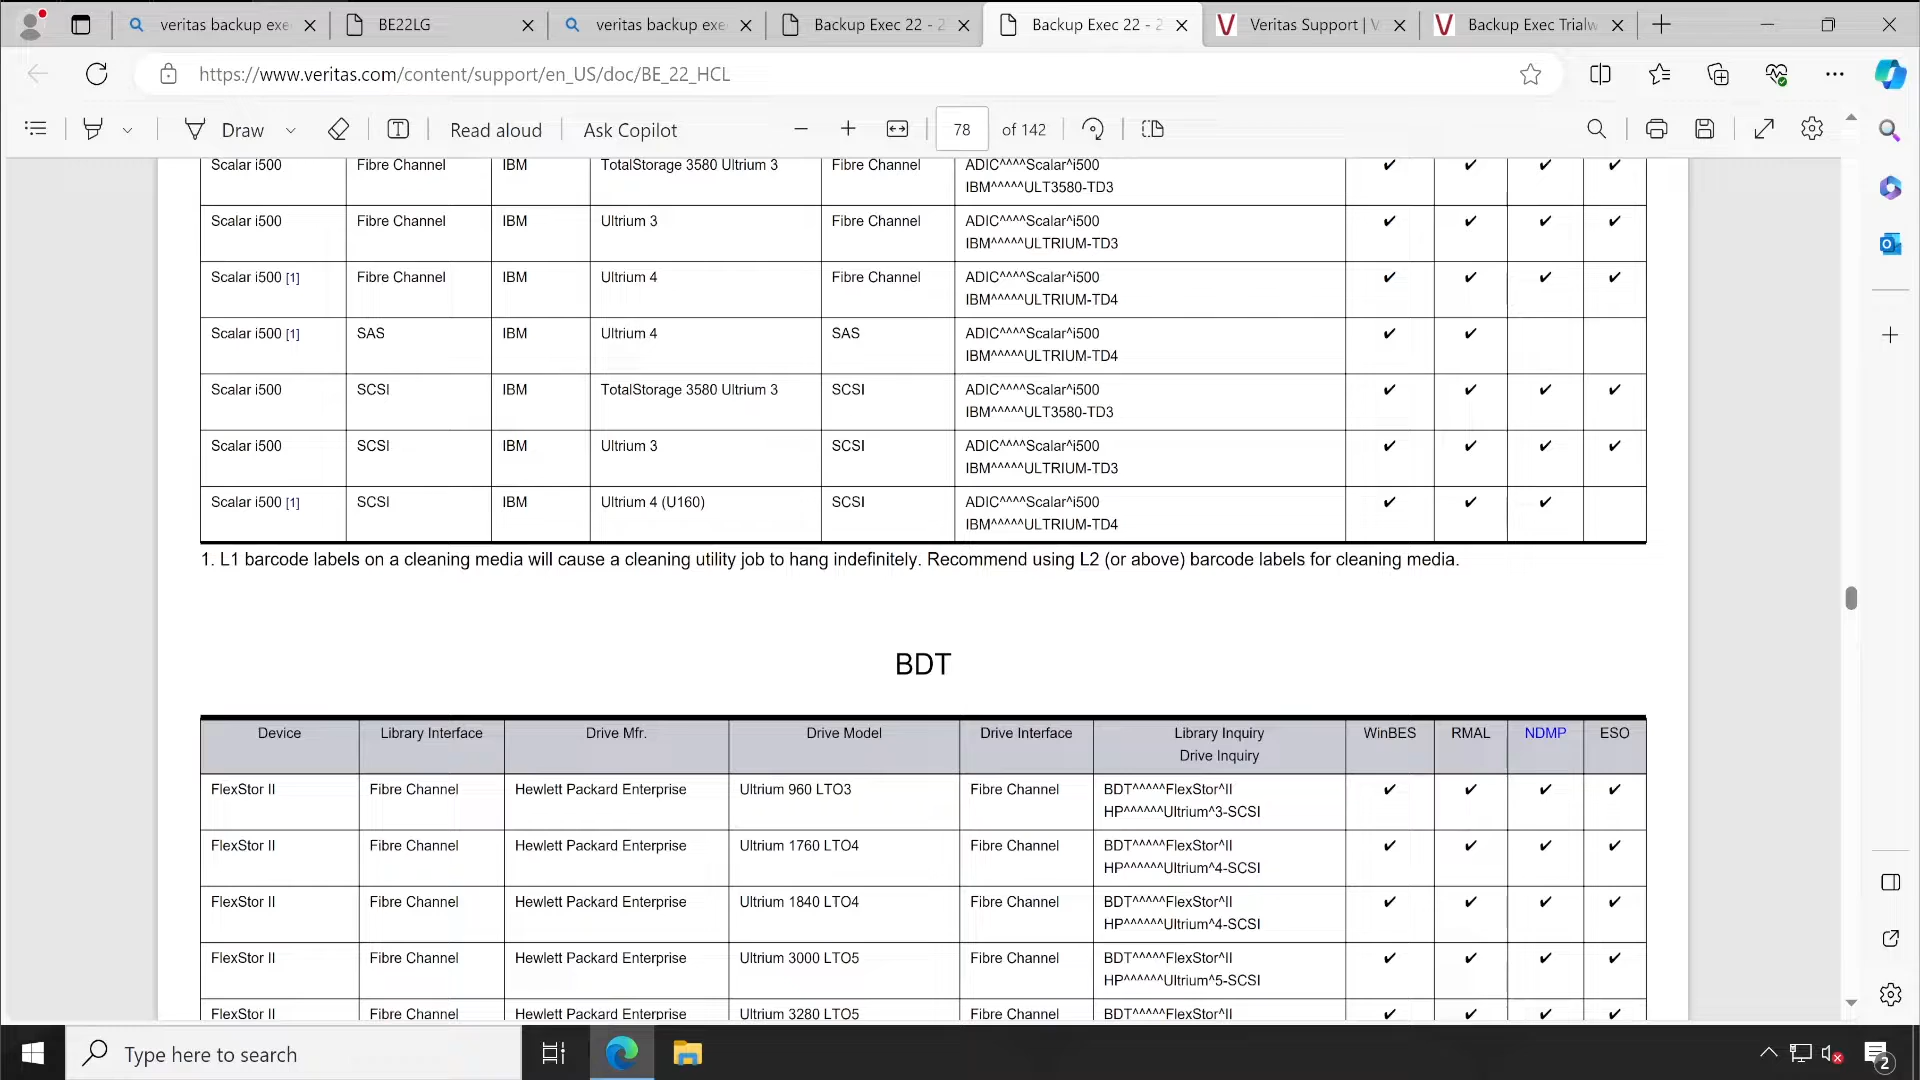 veritas backup exe
BE22LG
veritas backup exe
Backup Exec 22 - 2
Backup Exec 22 - 2
Veritas Support | V
Backup Exec Trialw
https://www.veritas.com/content/support/en_US/doc/BE_22_HCL
Draw
Read aloud
Ask Copilot
78 of 142
Scalar i500 Fibre Channel IBM TotalStorage 3580 Ultrium 3 Fibre Channel ADIC^^^^Scalar^i500 ✔ ✔ ✔ ✔
IBM^^^^^ULT3580-TD3
Scalar i500 Fibre Channel IBM Ultrium 3 Fibre Channel ADIC^^^^Scalar^i500 ✔ ✔ ✔ ✔
IBM^^^^^ULTRIUM-TD3
Scalar i500 [1] Fibre Channel IBM Ultrium 4 Fibre Channel ADIC^^^^Scalar^i500 ✔ ✔ ✔ ✔
IBM^^^^^ULTRIUM-TD4
Scalar i500 [1] SAS IBM Ultrium 4 SAS ADIC^^^^Scalar^i500 ✔ ✔
IBM^^^^^ULTRIUM-TD4
Scalar i500 SCSI IBM TotalStorage 3580 Ultrium 3 SCSI ADIC^^^^Scalar^i500 ✔ ✔ ✔ ✔
IBM^^^^^ULT3580-TD3
Scalar i500 SCSI IBM Ultrium 3 SCSI ADIC^^^^Scalar^i500 ✔ ✔ ✔ ✔
IBM^^^^^ULTRIUM-TD3
Scalar i500 [1] SCSI IBM Ultrium 4 (U160) SCSI ADIC^^^^Scalar^i500 ✔ ✔ ✔
IBM^^^^^ULTRIUM-TD4
1. L1 barcode labels on a cleaning media will cause a cleaning utility job to hang indefinitely. Recommend using L2 (or above) barcode labels for cleaning media.
BDT
Device Library Interface Drive Mfr. Drive Model Drive Interface Library Inquiry WinBES RMAL NDMP ESO
Drive Inquiry
FlexStor II Fibre Channel Hewlett Packard Enterprise Ultrium 960 LTO3 Fibre Channel BDT^^^^^FlexStor^II ✔ ✔ ✔ ✔
HP^^^^^^Ultrium^3-SCSI
FlexStor II Fibre Channel Hewlett Packard Enterprise Ultrium 1760 LTO4 Fibre Channel BDT^^^^^FlexStor^II ✔ ✔ ✔ ✔
HP^^^^^^Ultrium^4-SCSI
FlexStor II Fibre Channel Hewlett Packard Enterprise Ultrium 1840 LTO4 Fibre Channel BDT^^^^^FlexStor^II ✔ ✔ ✔ ✔
HP^^^^^^Ultrium^4-SCSI
FlexStor II Fibre Channel Hewlett Packard Enterprise Ultrium 3000 LTO5 Fibre Channel BDT^^^^^FlexStor^II ✔ ✔ ✔ ✔
HP^^^^^^Ultrium^5-SCSI
FlexStor II Fibre Channel Hewlett Packard Enterprise Ultrium 3280 LTO5 Fibre Channel BDT^^^^^FlexStor^II ✔ ✔ ✔ ✔
Type here to search
2